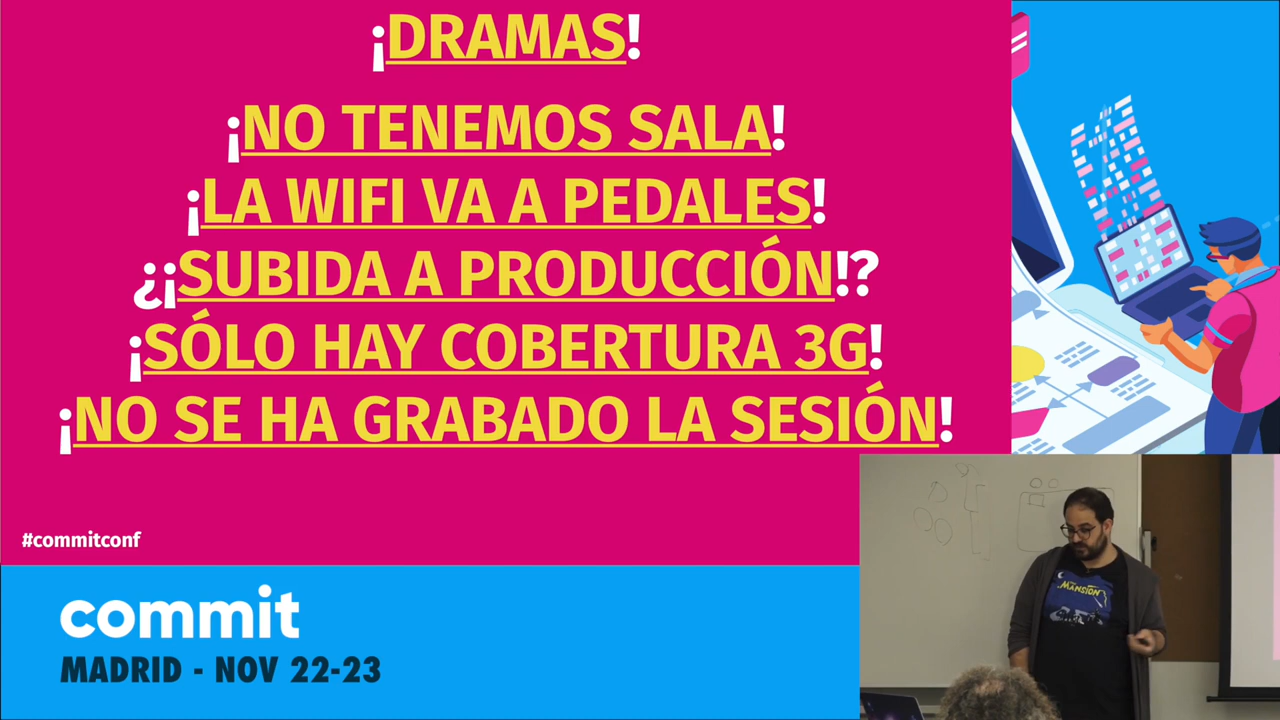 ¡DRAMAS!
¡NO TENEMOS SALA!
¡LA WIFI VA A PEDALES!
¿¡SUBIDA A PRODUCCIÓN!?
¡SÓLO HAY COBERTURA 3G!
¡NO SE HA GRABADO LA SESIÓN!
#commitconf
commit
MADRID - NOV 22-23
MANSION